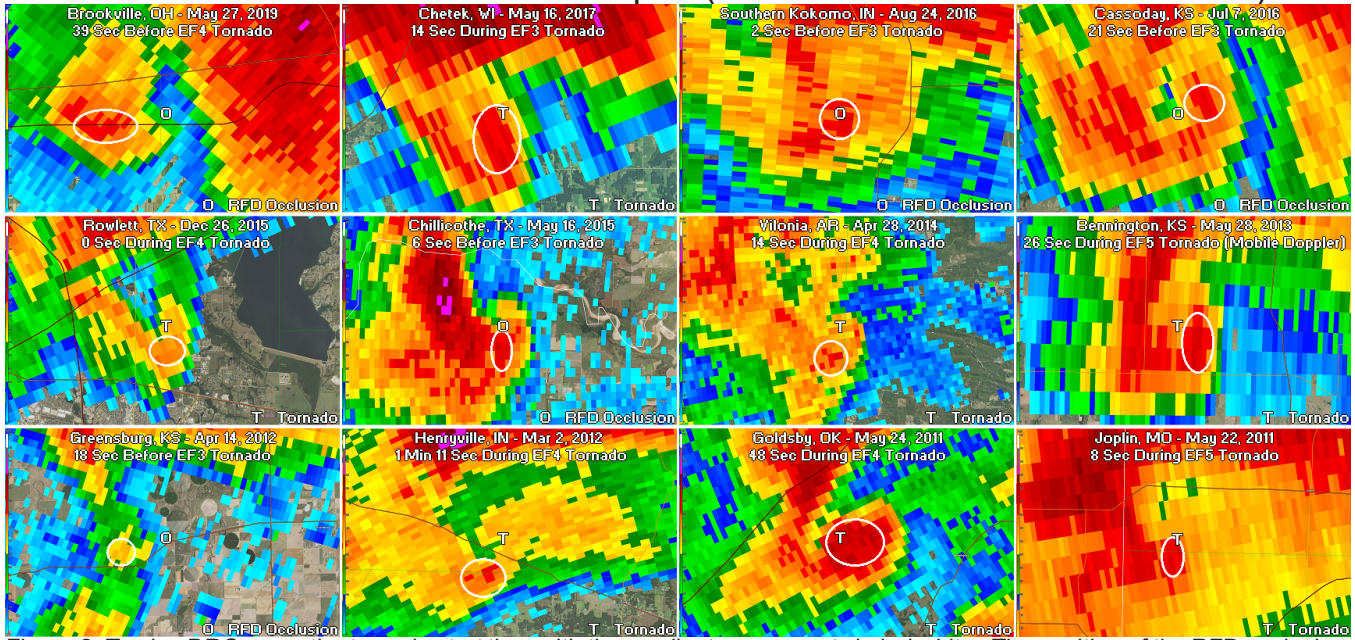 Brookville, OH - May 27, 2019
39 Sec Before EF4 Tornado
O
O RFD Occlusion
Chetek, WI - May 16, 2017
14 Sec During EF3 Tornado
T
T Tornado
Southern Kokomo, IN - Aug 24, 2016
2 Sec Before EF3 Tornado
O
O RFD Occlusion
Cassoday, KS - Jul 7, 2016
21 Sec Before EF3 Tornado
O
O RFD Occlusion
Rowlett, TX - Dec 26, 2015
0 Sec During EF4 Tornado
T
T Tornado
Chillicothe, TX - May 16, 2015
6 Sec Before EF3 Tornado
O
O RFD Occlusion
Vilonia, AR - Apr 28, 2014
14 Sec During EF4 Tornado
T
T Tornado
Bennington, KS - May 28, 2013
26 Sec During EF5 Tornado (Mobile Doppler)
T
T Tornado
Greensburg, KS - Apr 14, 2012
18 Sec Before EF3 Tornado
O
O RFD Occlusion
Henryville, IN - Mar 2, 2012
1 Min 11 Sec During EF4 Tornado
T
T Tornado
Goldsby, OK - May 24, 2011
48 Sec During EF4 Tornado
T
T Tornado
Joplin, MO - May 22, 2011
8 Sec During EF5 Tornado
T
T Tornado